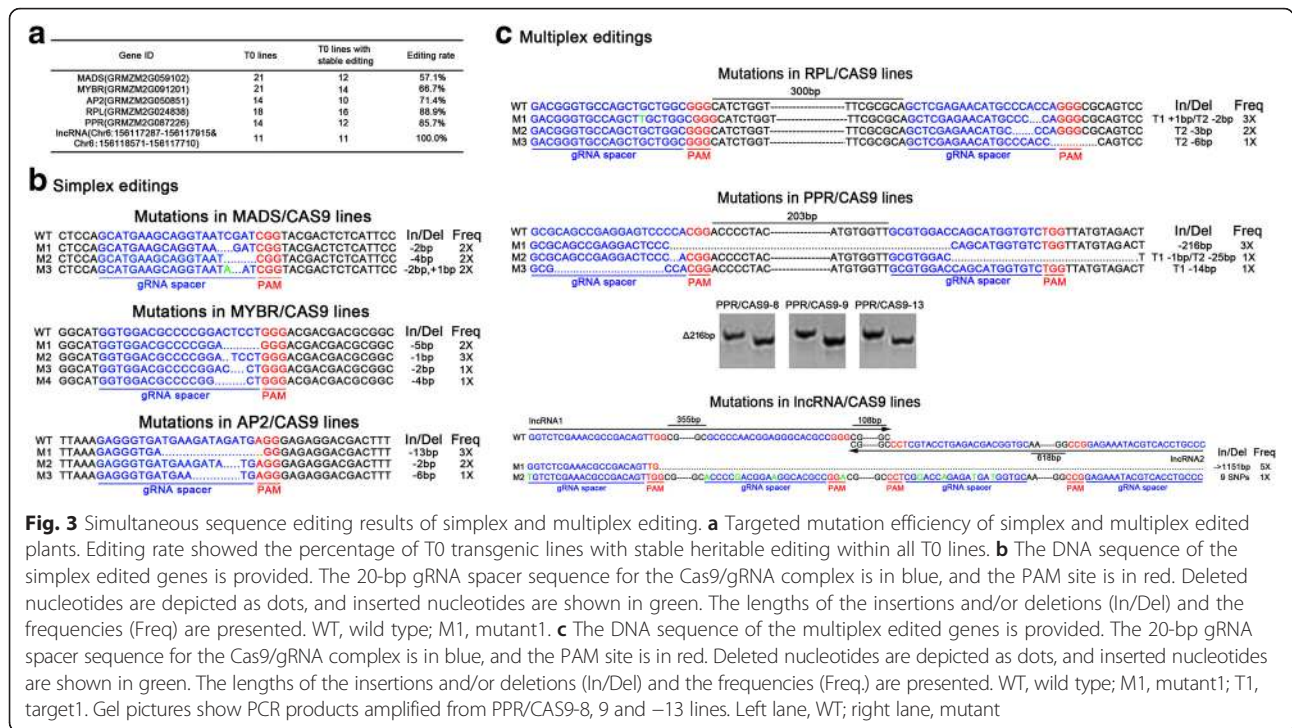 a
Gene ID T0 lines T0 lines with stable editing Editing rate
MADS(GRMZM2G059102) 21 12 57.1%
MYBR(GRMZM2G091201) 21 14 66.7%
AP2(GRMZM2G050851) 14 10 71.4%
RPL(GRMZM2G024838) 18 16 88.9%
PPR(GRMZM2G087226) 14 12 85.7%
lncRNA(Chr6:156117287-156117915& Chr6:156118571-156117710) 11 11 100.0%
b Simplex editings
Mutations in MADS/CAS9 lines
In/Del Freq
WT CTCCAGCATGAAGCAGGTAATCGATCGGTACGACTCTCATTCC
M1 CTCCAGCATGAAGCAGGTAA.....GATCGGTACGACTCTCATTCC -2bp 2X
M2 CTCCAGCATGAAGCAGGTAAT..........CGGTACGACTCTCATTCC -4bp 2X
M3 CTCCAGCATGAAGCAGGTAATA...ATCGGTACGACTCTCATTCC -2bp,+1bp 2X
gRNA spacer PAM
Mutations in MYBR/CAS9 lines
In/Del Freq
WT GGCATGGTGGACGCCCCGGACTCCTGGGACGACGACGCGGC
M1 GGCATGGTGGACGCCCCGGA...........GGGACGACGACGCGGC -5bp 2X
M2 GGCATGGTGGACGCCCCGGA..TCCTGGGACGACGACGCGGC -1bp 3X
M3 GGCATGGTGGACGCCCCGGAC....CTGGGACGACGACGCGGC -2bp 1X
M4 GGCATGGTGGACGCCCCGG.........CTGGGACGACGACGCGGC -4bp 1X
gRNA spacer PAM
Mutations in AP2/CAS9 lines
In/Del Freq
WT TTAAAGAGGGTGATGAAGATAGATGAGGGAGAGGACGACTTT
M1 TTAAAGAGGGTGA..............................GGGAGAGGACGACTTT -13bp 3X
M2 TTAAAGAGGGTGATGAAGATA.....TGAGGGAGAGGACGACTTT -2bp 2X
M3 TTAAAGAGGGTGATGAA..............TGAGGGAGAGGACGACTTT -6bp 1X
gRNA spacer PAM
c Multiplex editings
Mutations in RPL/CAS9 lines
300bp
In/Del Freq
WT GACGGGTGCCAGCTGCTGGCGGGCATCTGGT----------------TTCGCGCAGCTCGAGAACATGCCCACCAGGGCGCAGTCC
M1 GACGGGTGCCAGCTTGCTGGCGGGCATCTGGT----------------TTCGCGCAGCTCGAGAACATGCCC.....CAGGGCGCAGTCC T1 +1bp/T2 -2bp 3X
M2 GACGGGTGCCAGCTGCTGGCGGGCATCTGGT----------------TTCGCGCAGCTCGAGAACATGC.......CCAGGGCGCAGTCC T2 -3bp 2X
M3 GACGGGTGCCAGCTGCTGGCGGGCATCTGGT----------------TTCGCGCAGCTCGAGAACATGCCCACC..............CAGTCC T2 -6bp 1X
gRNA spacer PAM gRNA spacer PAM
Mutations in PPR/CAS9 lines
203bp
In/Del Freq
WT GCGCAGCCGAGGAGTCCCCACGGACCCCTAC----------------ATGTGGTTGCGTGGACCAGCATGGTGTCTGGTTATGTAGACT
M1 GCGCAGCCGAGGACTCCC....................................................CAGCATGGTGTCTGGTTATGTAGACT -216bp 3X
M2 GCGCAGCCGAGGACTCCC...ACGGACCCCTAC----------------ATGTGGTTGCGTGGAC..................................................T T1 -1bp/T2 -25bp 1X
M3 GCG.................................CCACGGACCCCTAC----------------ATGTGGTTGCGTGGACCAGCATGGTGTCTGGTTATGTAGACT T1 -14bp 1X
gRNA spacer PAM gRNA spacer PAM
PPR/CAS9-8 PPR/CAS9-9 PPR/CAS9-13
Δ216bp
Mutations in lncRNA/CAS9 lines
lncRNA1 355bp 108bp
WT GGTCTCGAAACGCCGACAGTTGGCG----GCGCCCCAACGGAGGGCACGCCGGGCG----GC
CG----GCCCTCGTACCTGAGACGACGGTGCAA----GGCCGGAGAAATACGTCACCTGCCC
618bp
lncRNA2
In/Del Freq
M1 GGTCTCGAAACGCCGACAGTTG.................... ->1151bp 5X
M2 TGTCTCGAAACGCCGACAGTTGGCG----GCACCCCGACGGAAGGCACGCCGGACG----GCCCTCGGACCAGAGATGATGGTGCAA----GGCCGGAGAAATACGTCACCTGCCC 9 SNPs 1X
gRNA spacer PAM gRNA spacer PAM PAM gRNA spacer PAM gRNA spacer
Fig. 3 Simultaneous sequence editing results of simplex and multiplex editing. a Targeted mutation efficiency of simplex and multiplex edited
plants. Editing rate showed the percentage of T0 transgenic lines with stable heritable editing within all T0 lines. b The DNA sequence of the
simplex edited genes is provided. The 20-bp gRNA spacer sequence for the Cas9/gRNA complex is in blue, and the PAM site is in red. Deleted
nucleotides are depicted as dots, and inserted nucleotides are shown in green. The lengths of the insertions and/or deletions (In/Del) and the
frequencies (Freq) are presented. WT, wild type; M1, mutant1. c The DNA sequence of the multiplex edited genes is provided. The 20-bp gRNA
spacer sequence for the Cas9/gRNA complex is in blue, and the PAM site is in red. Deleted nucleotides are depicted as dots, and inserted nucleotides
are shown in green. The lengths of the insertions and/or deletions (In/Del) and the frequencies (Freq.) are presented. WT, wild type; M1, mutant1; T1,
target1. Gel pictures show PCR products amplified from PPR/CAS9-8, 9 and −13 lines. Left lane, WT; right lane, mutant